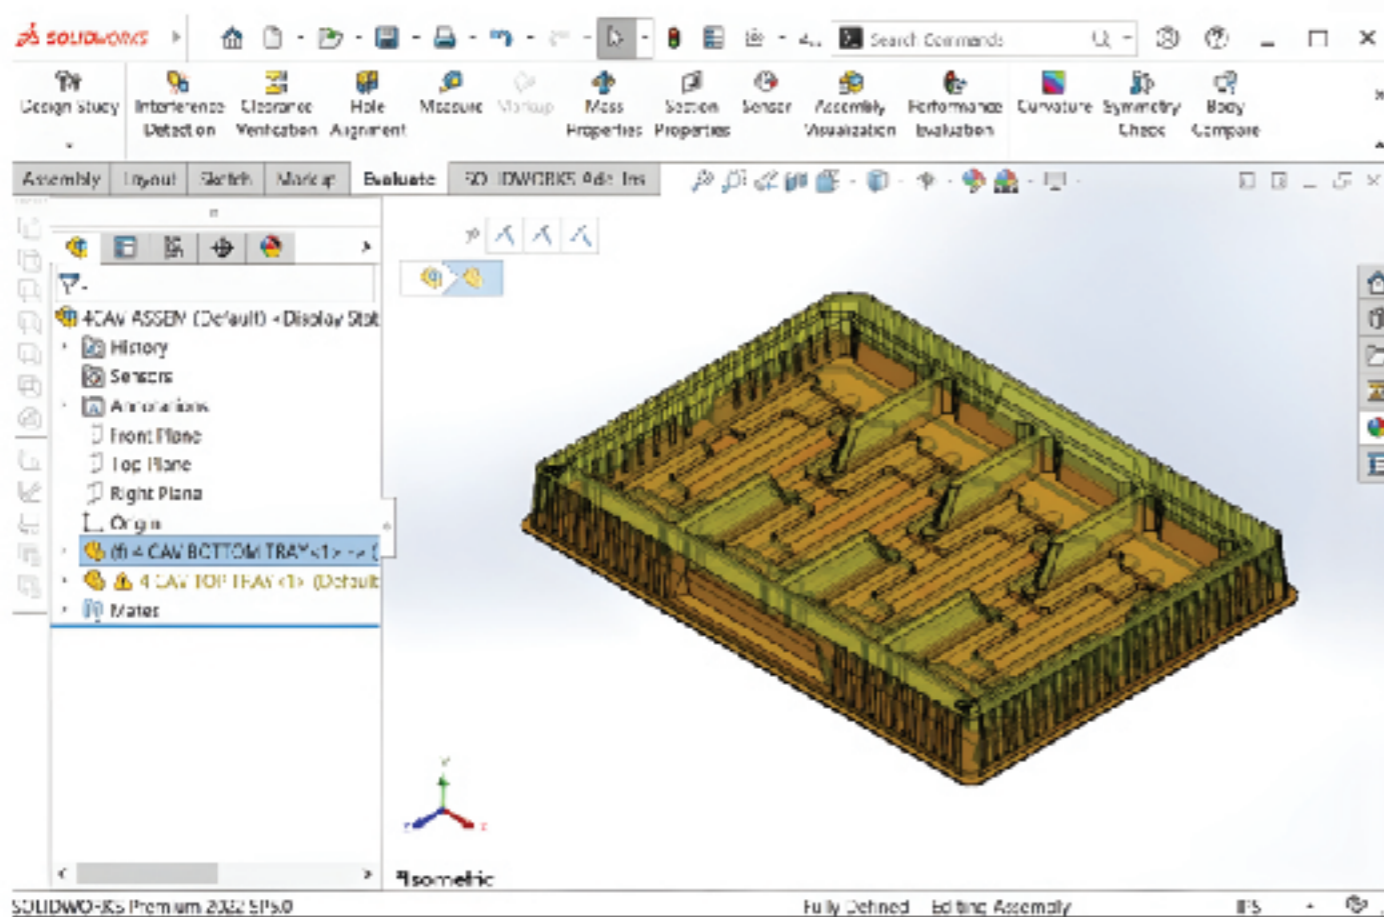 SOLIDWORKS
Search Commands
Design Study
Interference Detection
Clearance Verification
Hole Alignment
Measure
Markup
Mass Properties
Section Properties
Sensor
Assembly Visualization
Performance Evaluation
Curvature
Symmetry Check
Body Compare
Assembly
Layout
Sketch
Markup
Evaluate
SOLIDWORKS Add-Ins
4CAV ASSEM (Default) <Display Stat
History
Sensors
Annotations
Front Plane
Top Plane
Right Plane
Origin
(f) 4 CAV BOTTOM TRAY<1> -> (
4 CAV TOP TRAY<1> (Default
Mates
*Isometric
SOLIDWORKS Premium 2022 SP5.0
Fully Defined
Editing Assembly
IPS